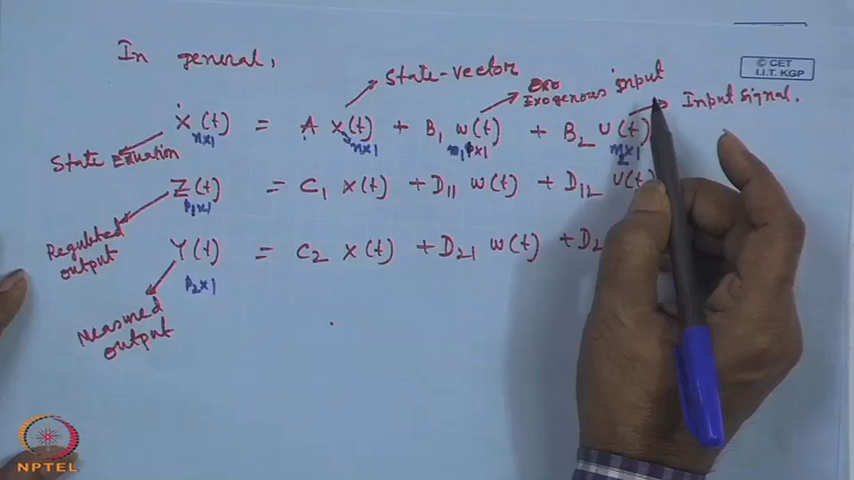 In general,
State-vector
© CET
I.I.T. KGP
Exogenous input
Input signal.
Ẋ(t) = A x(t) + B₁ w(t) + B₂ U(t)
n×1 n×1 m₁×1 m₂×1
State Equation
Z(t) = C₁ X(t) + D₁₁ w(t) + D₁₂ U(t)
p₁×1
Regulated
output
Y(t) = C₂ X(t) + D₂₁ w(t) + D₂
p₂×1
Measured
output
NPTEL